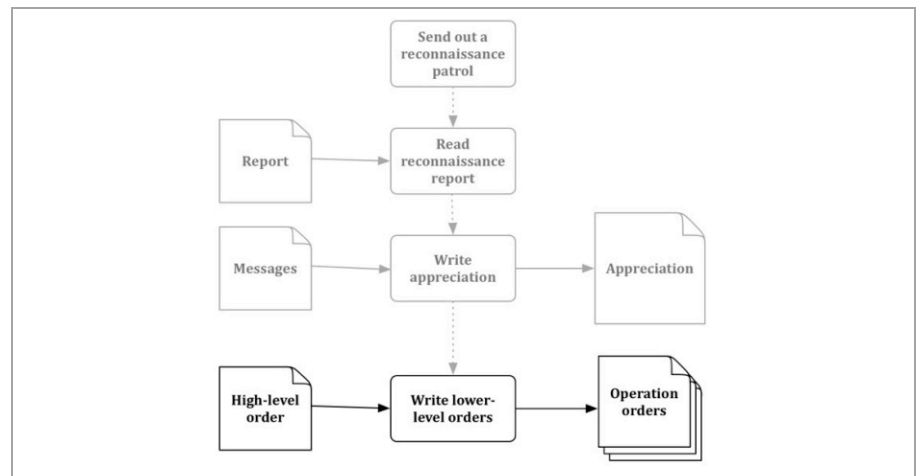 Send out a
reconnaissance
patrol
Report
Read
reconnaissance
report
Messages
Write
appreciation
Appreciation
High-level
order
Write lower-
level orders
Operation
orders